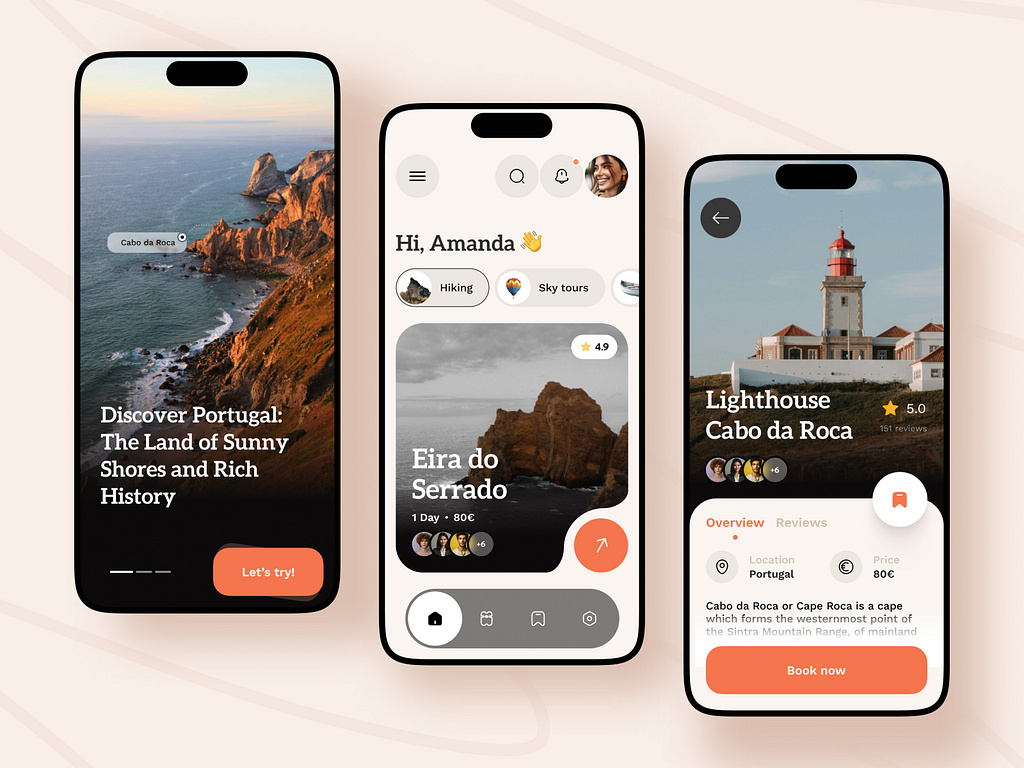 Cabo da Roca
Discover Portugal:
The Land of Sunny
Shores and Rich
History
Let's try!
Hi, Amanda 👋
Hiking
Sky tours
4.9
Eira do
Serrado
1 Day • 80€
+6
Lighthouse
Cabo da Roca
5.0
151 reviews
+6
Overview
Reviews
Location
Portugal
Price
80€
Cabo da Roca or Cape Roca is a cape
which forms the westernmost point of
the Sintra Mountain Range, of mainland
Book now